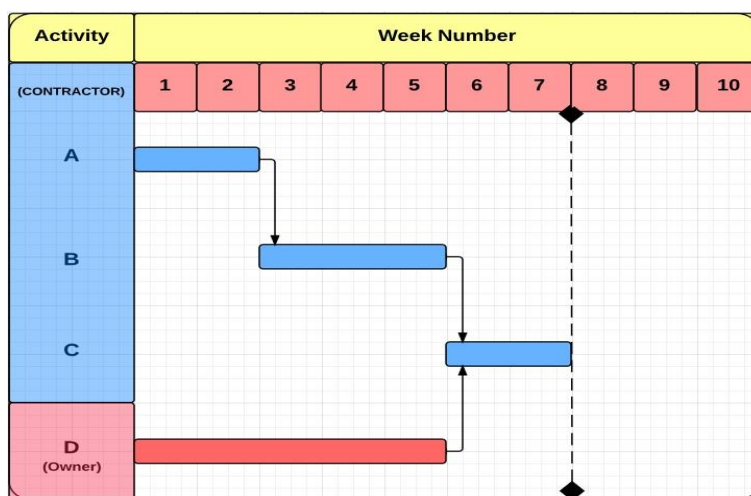 Activity Week Number
(CONTRACTOR) 1 2 3 4 5 6 7 8 9 10
A
B
C
D
(Owner)